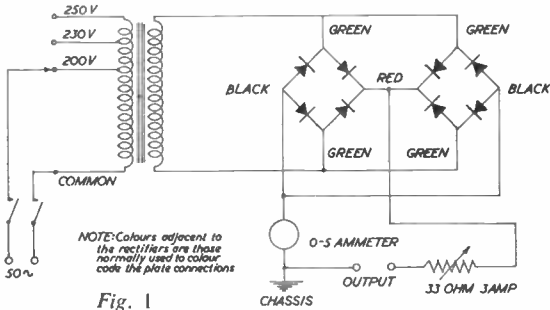 250V
230V
200V
COMMON
50~
GREEN
GREEN
BLACK
RED
BLACK
GREEN
GREEN
NOTE: Colours adjacent to
the rectifiers are those
normally used to colour
code the plate connections
0-5 AMMETER
OUTPUT
33 OHM 3AMP
CHASSIS
Fig. 1